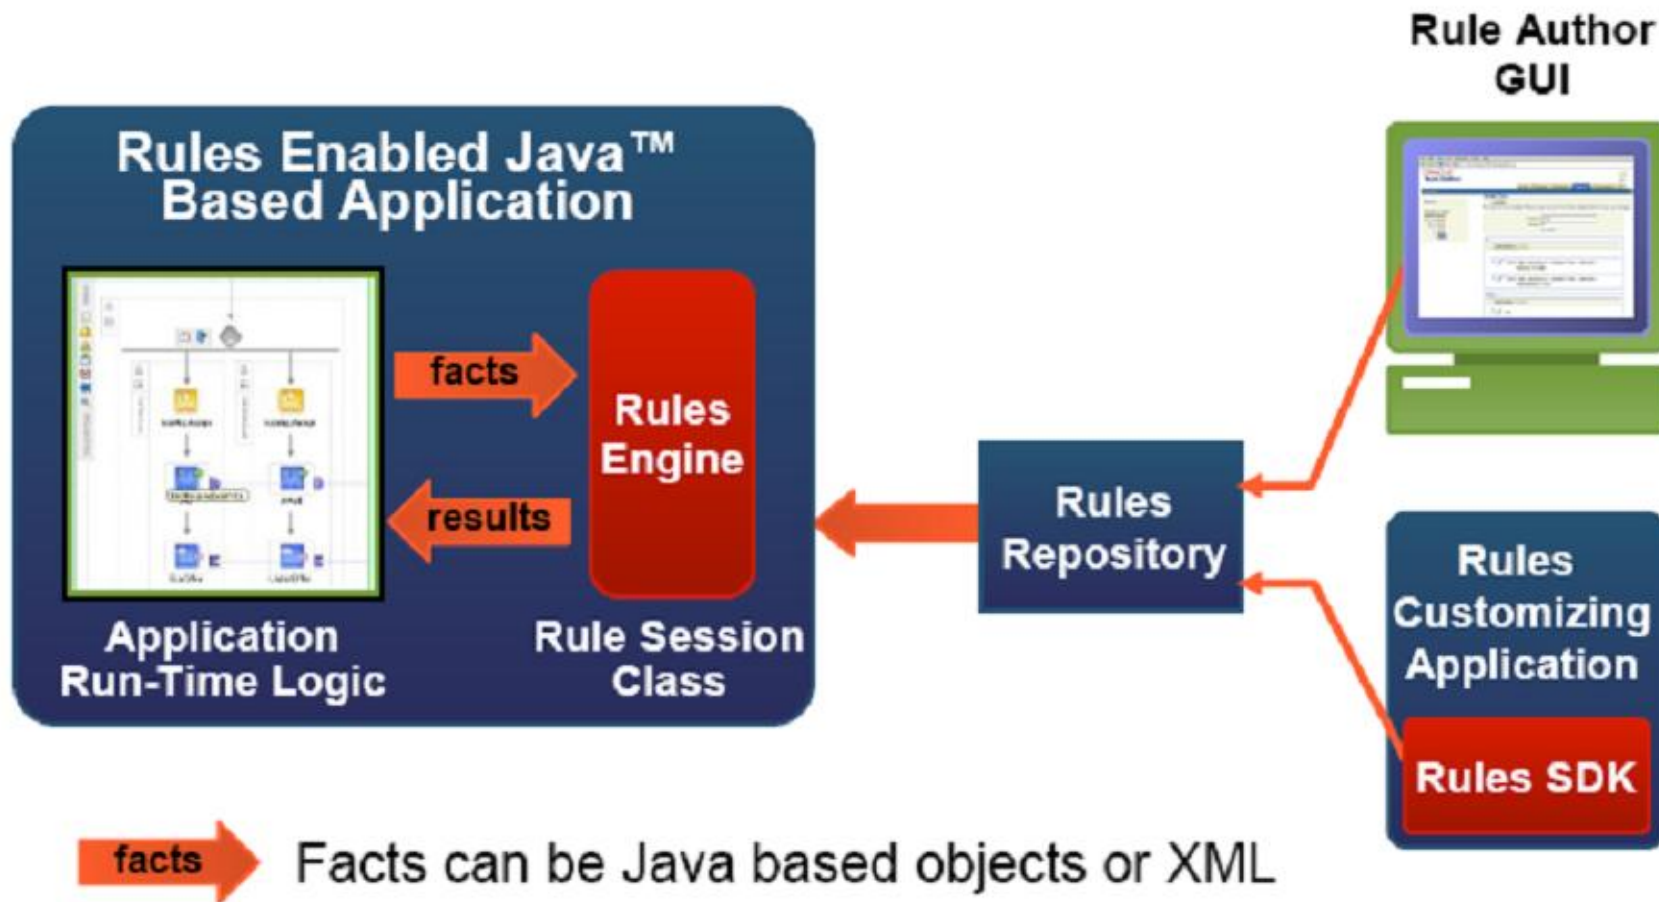 Rule Author
GUI
Rules Enabled Java™
Based Application
facts
Rules
Engine
results
Application
Run-Time Logic
Rule Session
Class
Rules
Repository
Rules
Customizing
Application
Rules SDK
facts
Facts can be Java based objects or XML